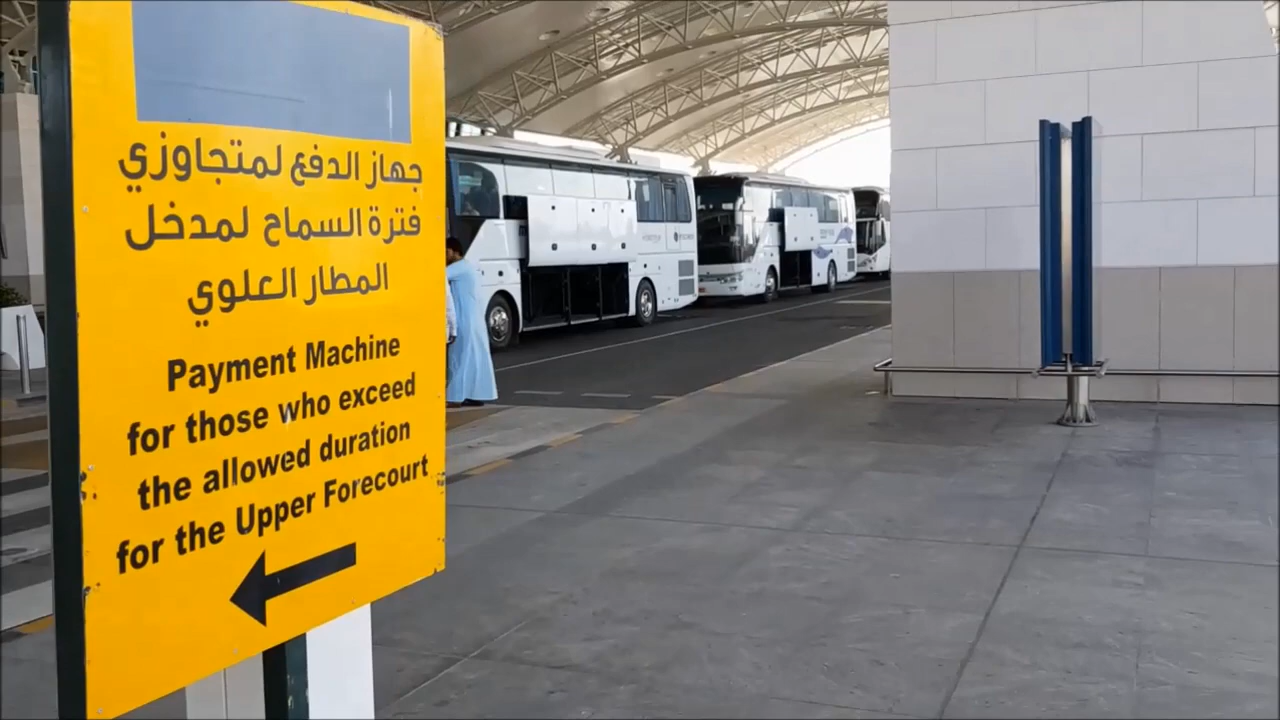 جهاز الدفع لمتجاوزي
فترة السماح لمدخل
المطار العلوي
Payment Machine
for those who exceed
the allowed duration
for the Upper Forecourt